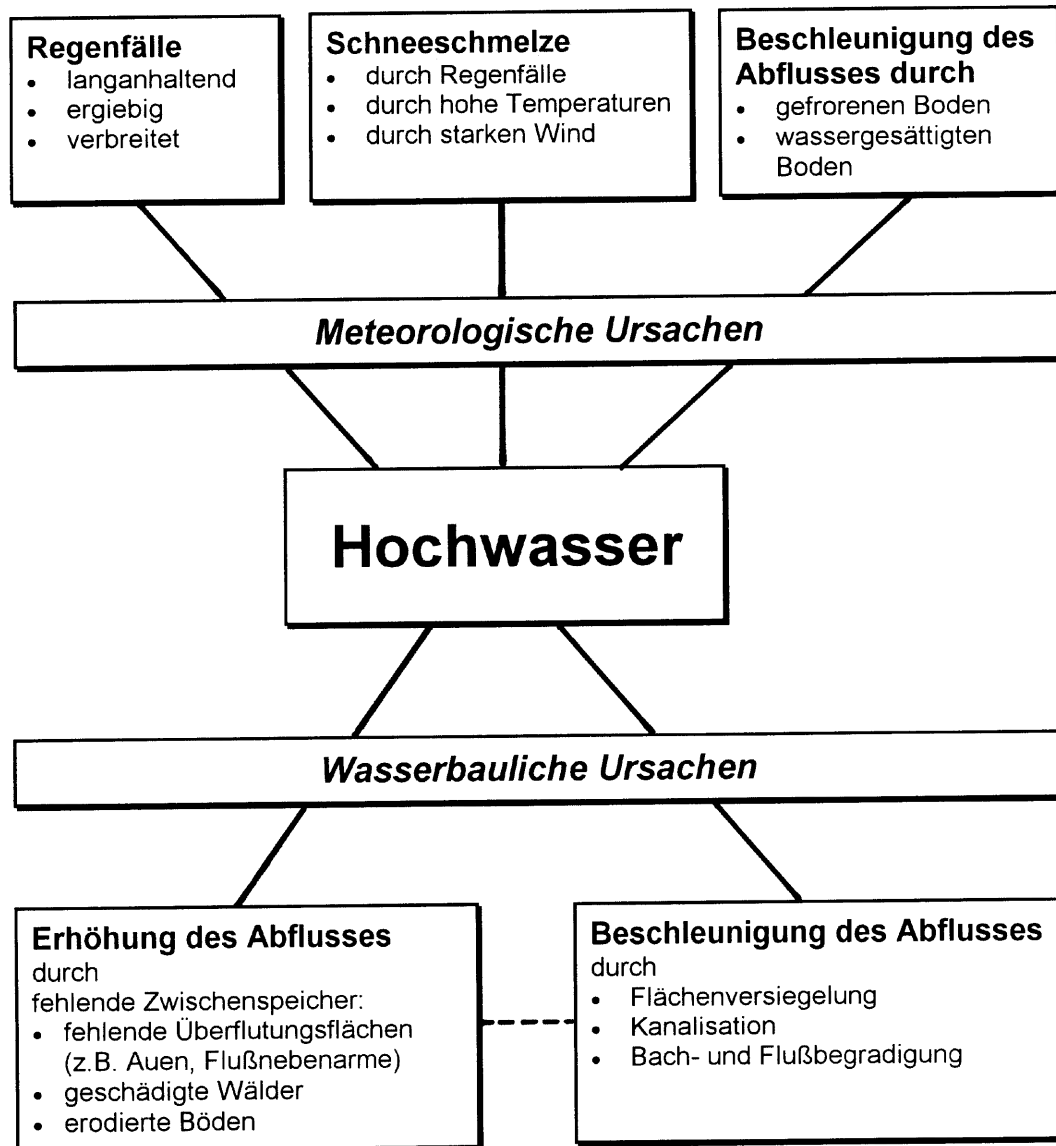 Regenfälle
• langanhaltend
• ergiebig
• verbreitet
Schneeschmelze
• durch Regenfälle
• durch hohe Temperaturen
• durch starken Wind
Beschleunigung des
Abflusses durch
• gefrorenen Boden
• wassergesättigten
Boden
Meteorologische Ursachen
Hochwasser
Wasserbauliche Ursachen
Erhöhung des Abflusses
durch
fehlende Zwischenspeicher:
• fehlende Überflutungsflächen
(z.B. Auen, Flußnebenarme)
• geschädigte Wälder
• erodierte Böden
Beschleunigung des Abflusses
durch
• Flächenversiegelung
• Kanalisation
• Bach- und Flußbegradigung